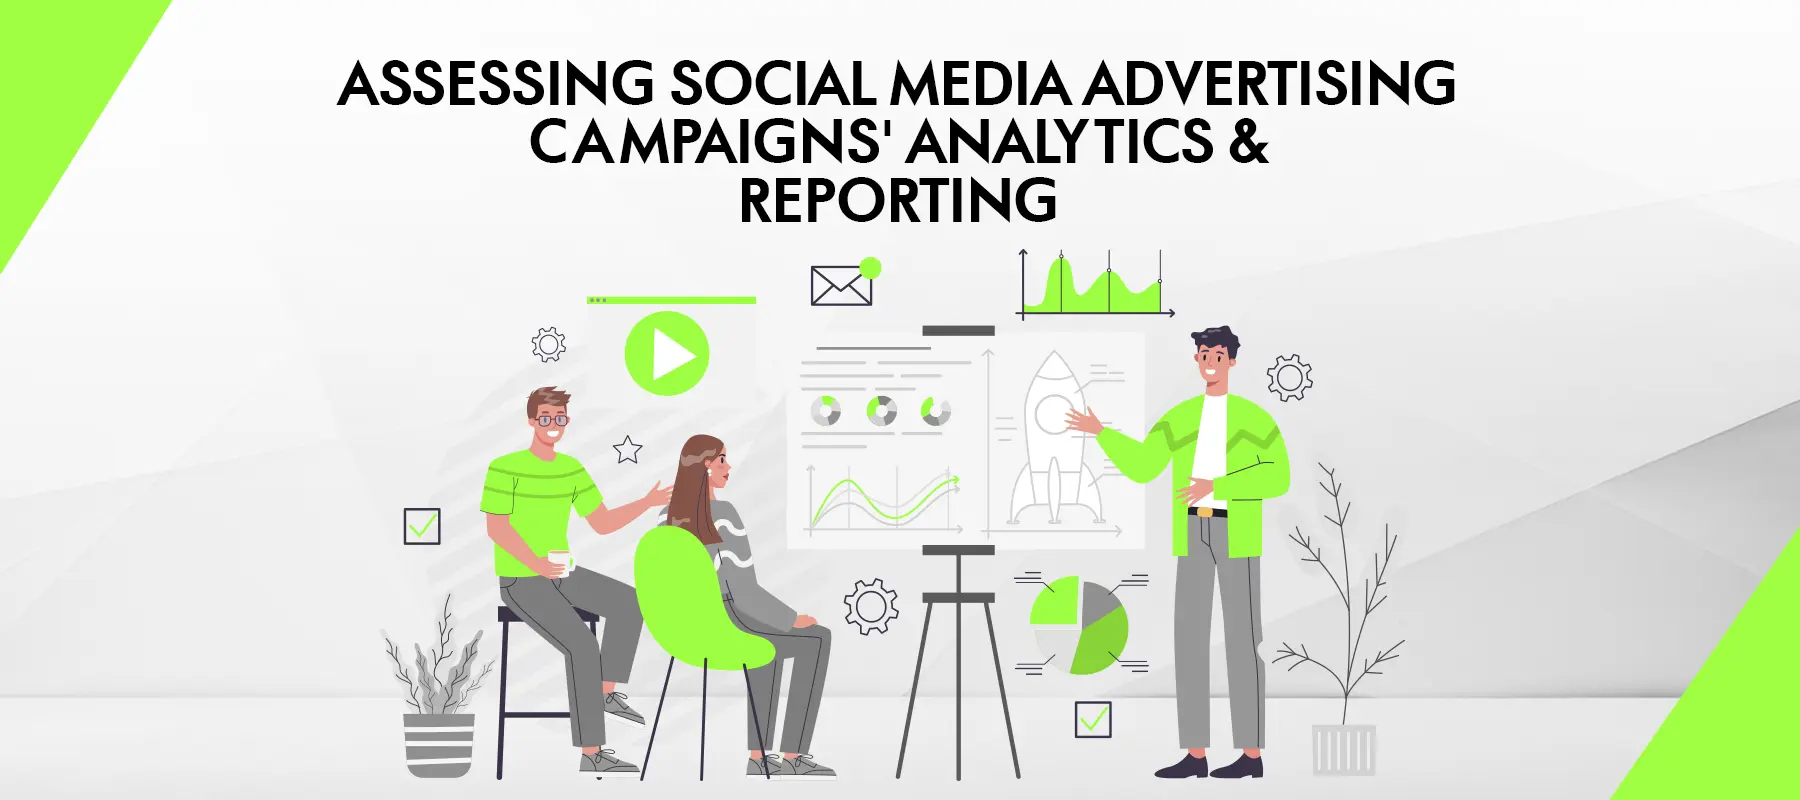 ASSESSING SOCIAL MEDIA ADVERTISING
CAMPAIGNS' ANALYTICS &
REPORTING